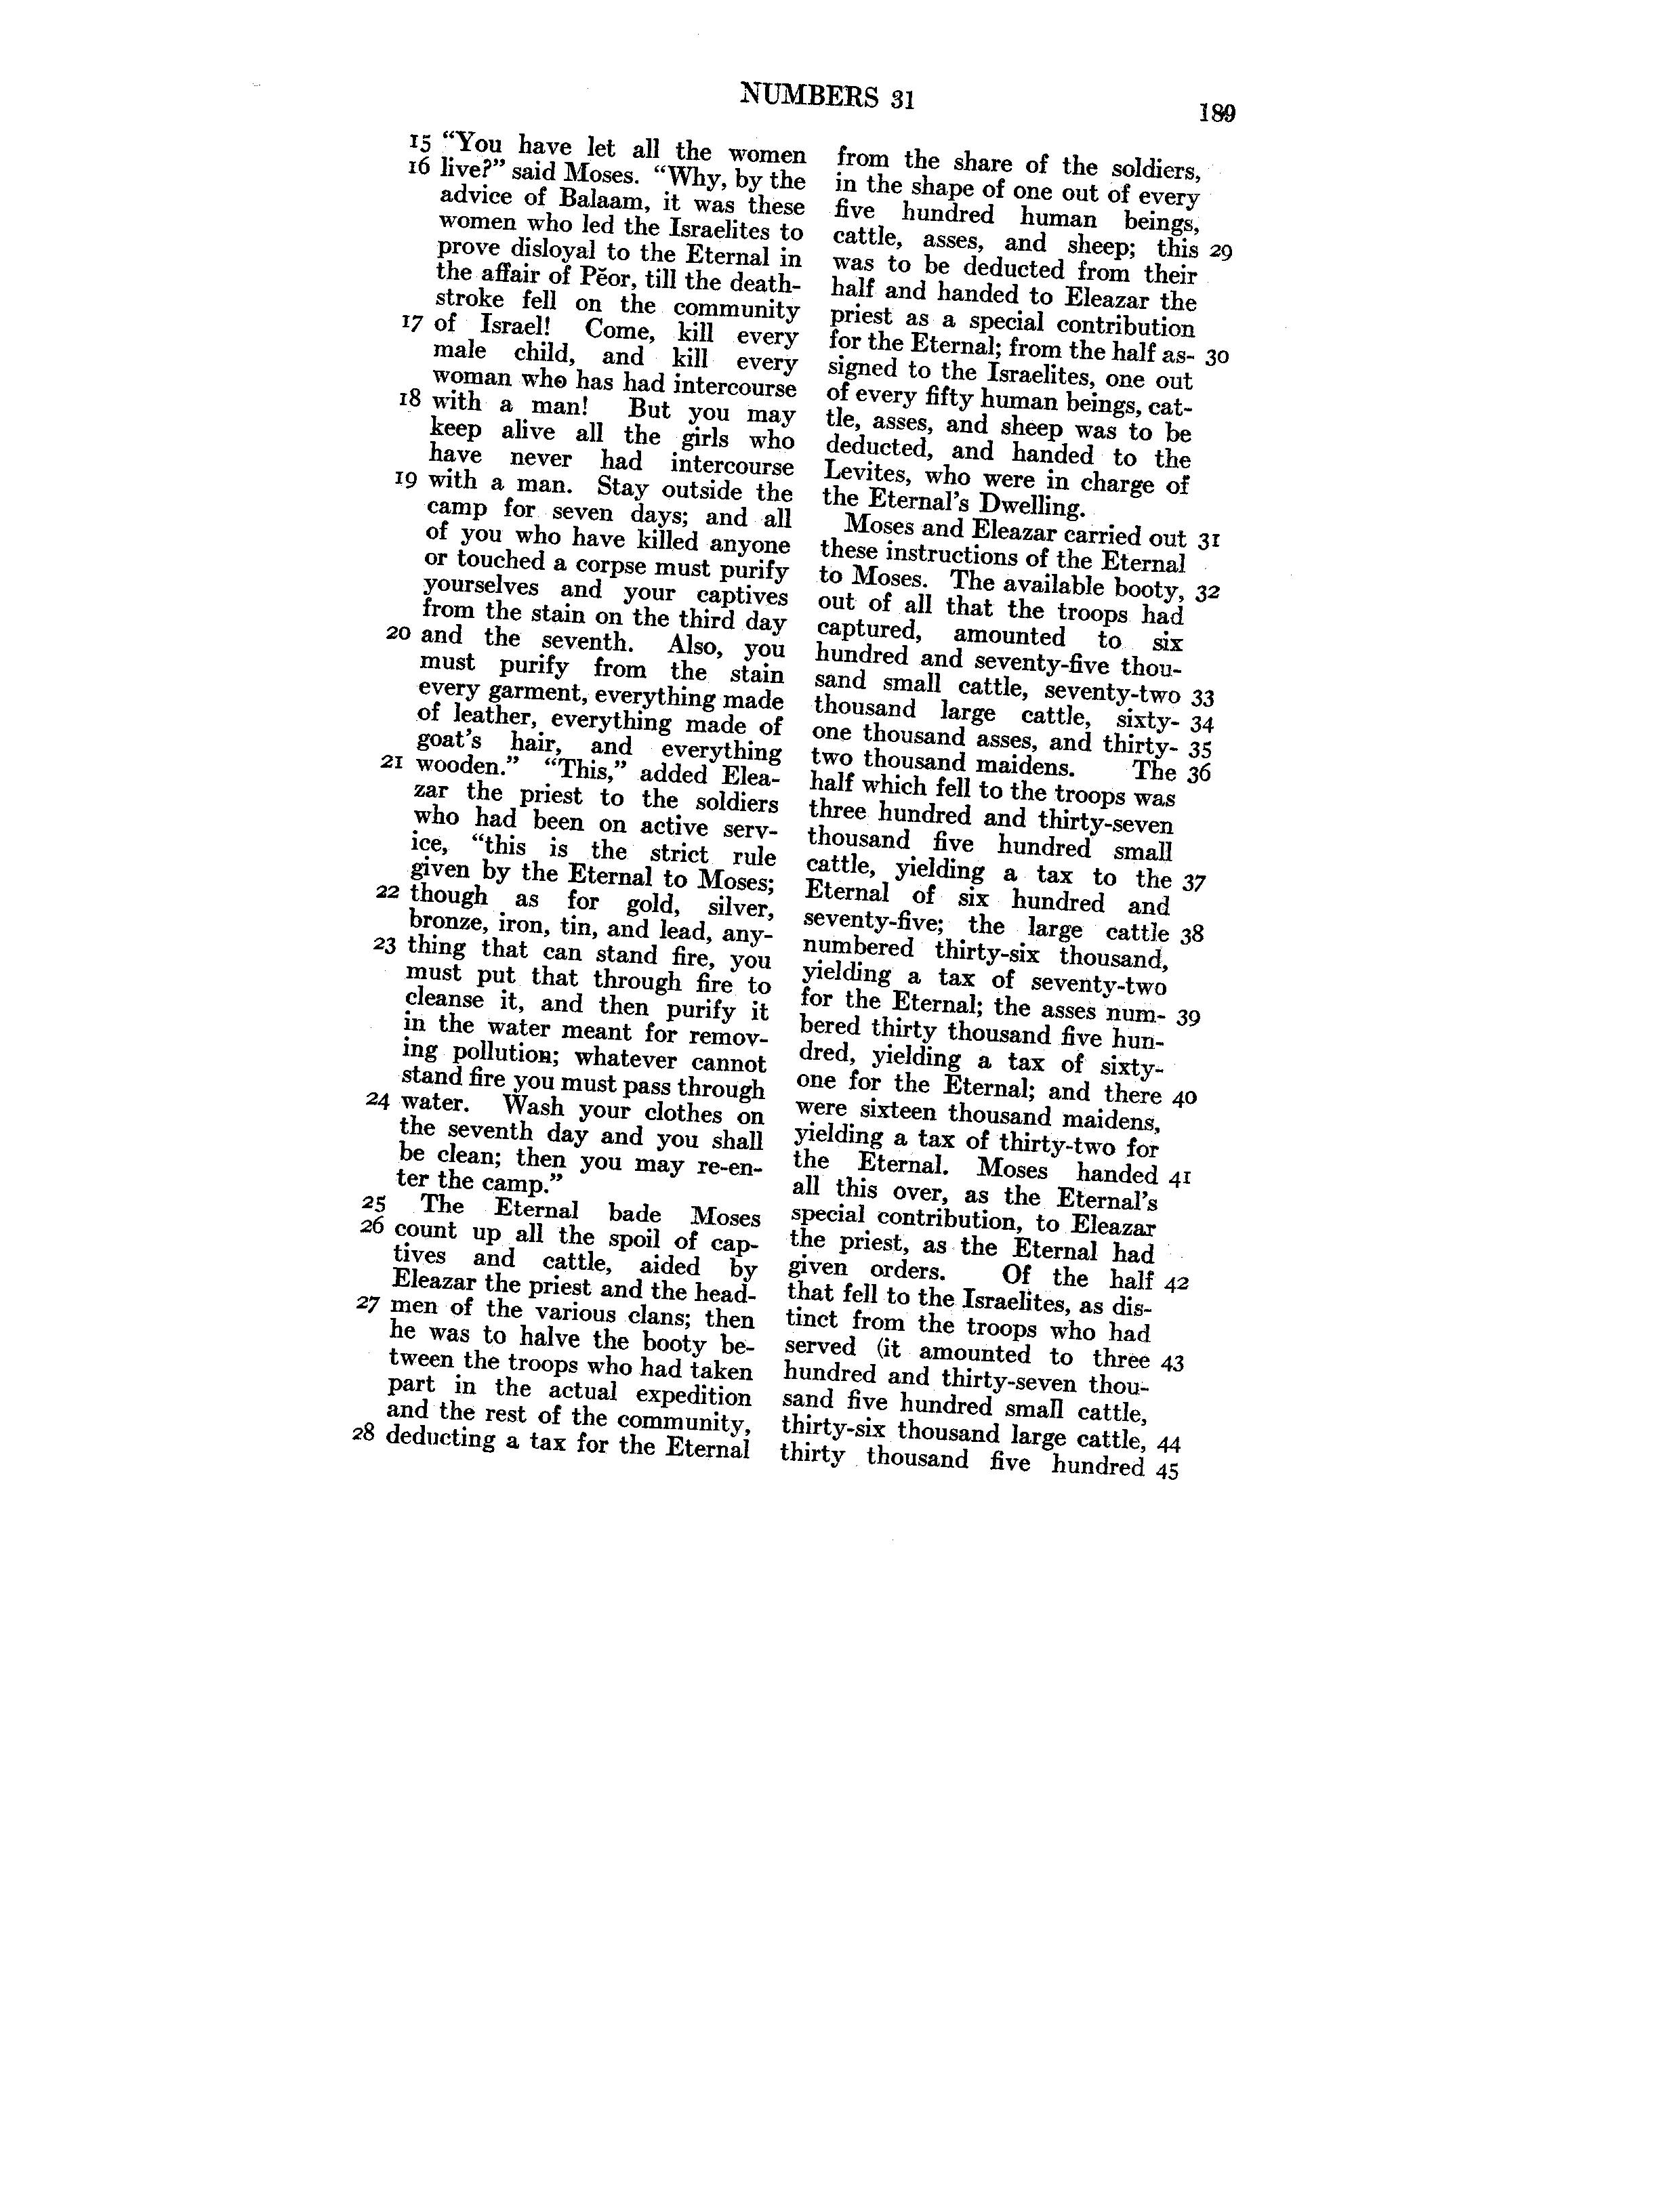 NUMBERS 31
189
15 “You have let all the women
16 live?” said Moses. “Why, by the
advice of Balaam, it was these
women who led the Israelites to
prove disloyal to the Eternal in
the affair of Pĕor, till the death-
stroke fell on the community
17 of Israel! Come, kill every
male child, and kill every
woman who has had intercourse
18 with a man! But you may
keep alive all the girls who
have never had intercourse
19 with a man. Stay outside the
camp for seven days; and all
of you who have killed anyone
or touched a corpse must purify
yourselves and your captives
from the stain on the third day
20 and the seventh. Also, you
must purify from the stain
every garment, everything made
of leather, everything made of
goat’s hair, and everything
21 wooden.” “This,” added Elea-
zar the priest to the soldiers
who had been on active serv-
ice, “this is the strict rule
given by the Eternal to Moses;
22 though as for gold, silver,
bronze, iron, tin, and lead, any-
23 thing that can stand fire, you
must put that through fire to
cleanse it, and then purify it
in the water meant for remov-
ing pollution; whatever cannot
stand fire you must pass through
24 water. Wash your clothes on
the seventh day and you shall
be clean; then you may re-en-
ter the camp.”
25 The Eternal bade Moses
26 count up all the spoil of cap-
tives and cattle, aided by
Eleazar the priest and the head-
27 men of the various clans; then
he was to halve the booty be-
tween the troops who had taken
part in the actual expedition
and the rest of the community,
28 deducting a tax for the Eternal
from the share of the soldiers,
in the shape of one out of every
five hundred human beings,
cattle, asses, and sheep; this 29
was to be deducted from their
half and handed to Eleazar the
priest as a special contribution
for the Eternal; from the half as- 30
signed to the Israelites, one out
of every fifty human beings, cat-
tle, asses, and sheep was to be
deducted, and handed to the
Levites, who were in charge of
the Eternal’s Dwelling.
Moses and Eleazar carried out 31
these instructions of the Eternal
to Moses. The available booty, 32
out of all that the troops had
captured, amounted to six
hundred and seventy-five thou-
sand small cattle, seventy-two 33
thousand large cattle, sixty- 34
one thousand asses, and thirty- 35
two thousand maidens. The 36
half which fell to the troops was
three hundred and thirty-seven
thousand five hundred small
cattle, yielding a tax to the 37
Eternal of six hundred and
seventy-five; the large cattle 38
numbered thirty-six thousand,
yielding a tax of seventy-two
for the Eternal; the asses num- 39
bered thirty thousand five hun-
dred, yielding a tax of sixty-
one for the Eternal; and there 40
were sixteen thousand maidens,
yielding a tax of thirty-two for
the Eternal. Moses handed 41
all this over, as the Eternal’s
special contribution, to Eleazar
the priest, as the Eternal had
given orders. Of the half 42
that fell to the Israelites, as dis-
tinct from the troops who had
served (it amounted to three 43
hundred and thirty-seven thou-
sand five hundred small cattle,
thirty-six thousand large cattle, 44
thirty thousand five hundred 45